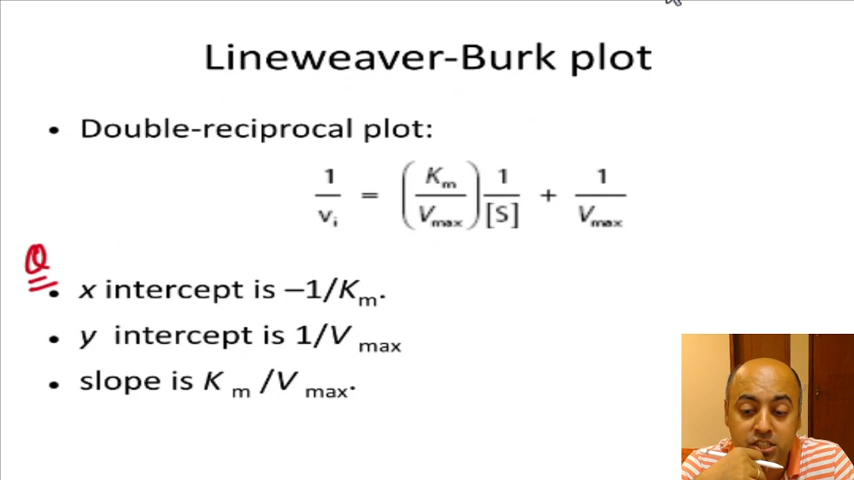 Lineweaver-Burk plot
• Double-reciprocal plot:
1/vᵢ = (Kₘ/Vmax) 1/[S] + 1/Vmax
Q
• x intercept is –1/Kₘ.
• y intercept is 1/V max
• slope is K m /V max.